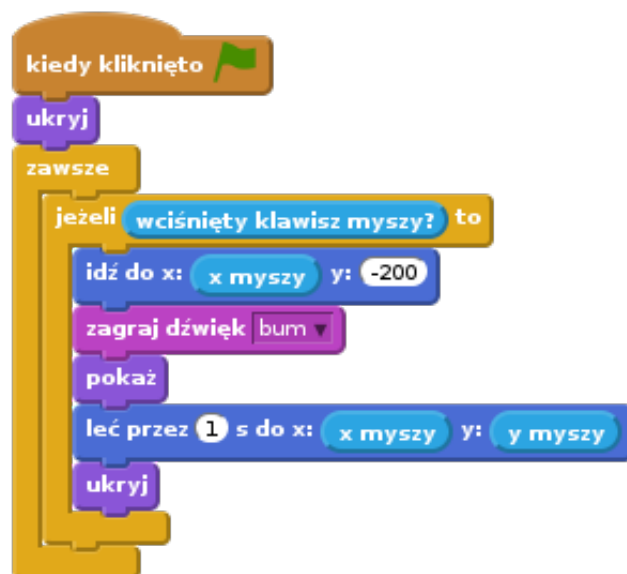 kiedy kliknięto
ukryj
zawsze
jeżeli wciśnięty klawisz myszy? to
idź do x: x myszy y: -200
zagraj dźwięk bum
pokaż
leć przez 1 s do x: x myszy y: y myszy
ukryj